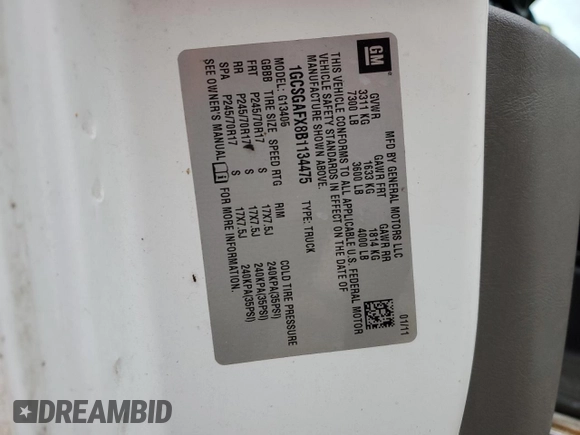 GM
MFD BY GENERAL MOTORS LLC
01/11
GVWR GAWR FRT GAWR RR
3311 KG 1633 KG 1814 KG
7300 LB 3600 LB 4000 LB
THIS VEHICLE CONFORMS TO ALL APPLICABLE U.S. FEDERAL MOTOR
VEHICLE SAFETY STANDARDS IN EFFECT ON THE DATE OF
MANUFACTURE SHOWN ABOVE.
1GCSGAFX8B1134475 TYPE: TRUCK
MODEL: G13405
GBBB TIRE SIZE SPEED RTG RIM COLD TIRE PRESSURE
FRT P245/70R17 S 17X7.5J 240KPA(35PSI)
RR P245/70R17 S 17X7.5J 240KPA(35PSI)
SPA P245/70R17 S 17X7.5J 240KPA(35PSI)
SEE OWNER'S MANUAL
DREAMBID